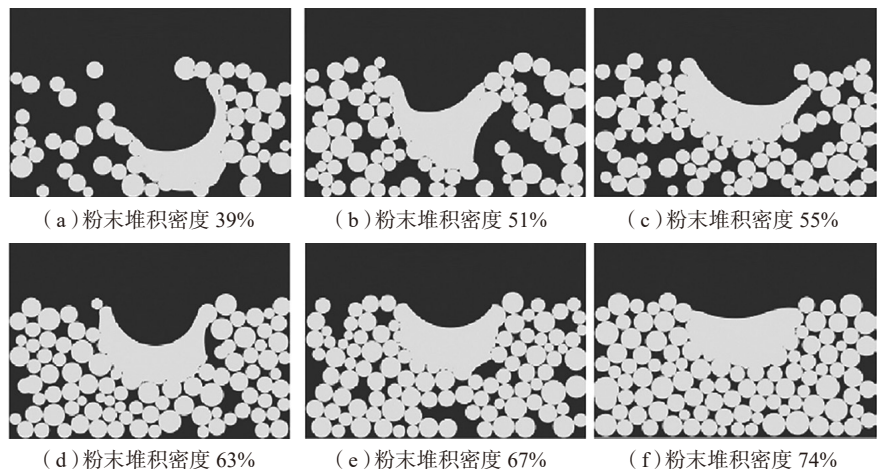 （a）粉末堆积密度 39%
（b）粉末堆积密度 51%
（c）粉末堆积密度 55%
（d）粉末堆积密度 63%
（e）粉末堆积密度 67%
（f）粉末堆积密度 74%